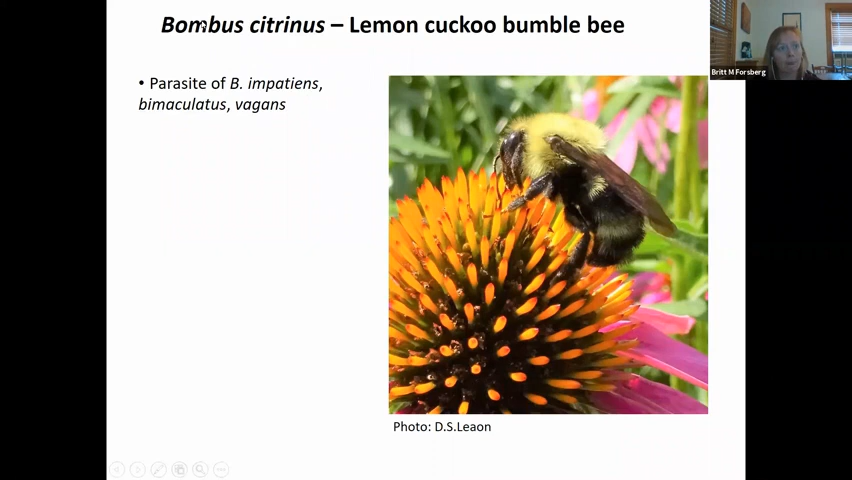 Bombus citrinus – Lemon cuckoo bumble bee
Britt M Forsberg
• Parasite of B. impatiens,
bimaculatus, vagans
Photo: D.S.Leaon